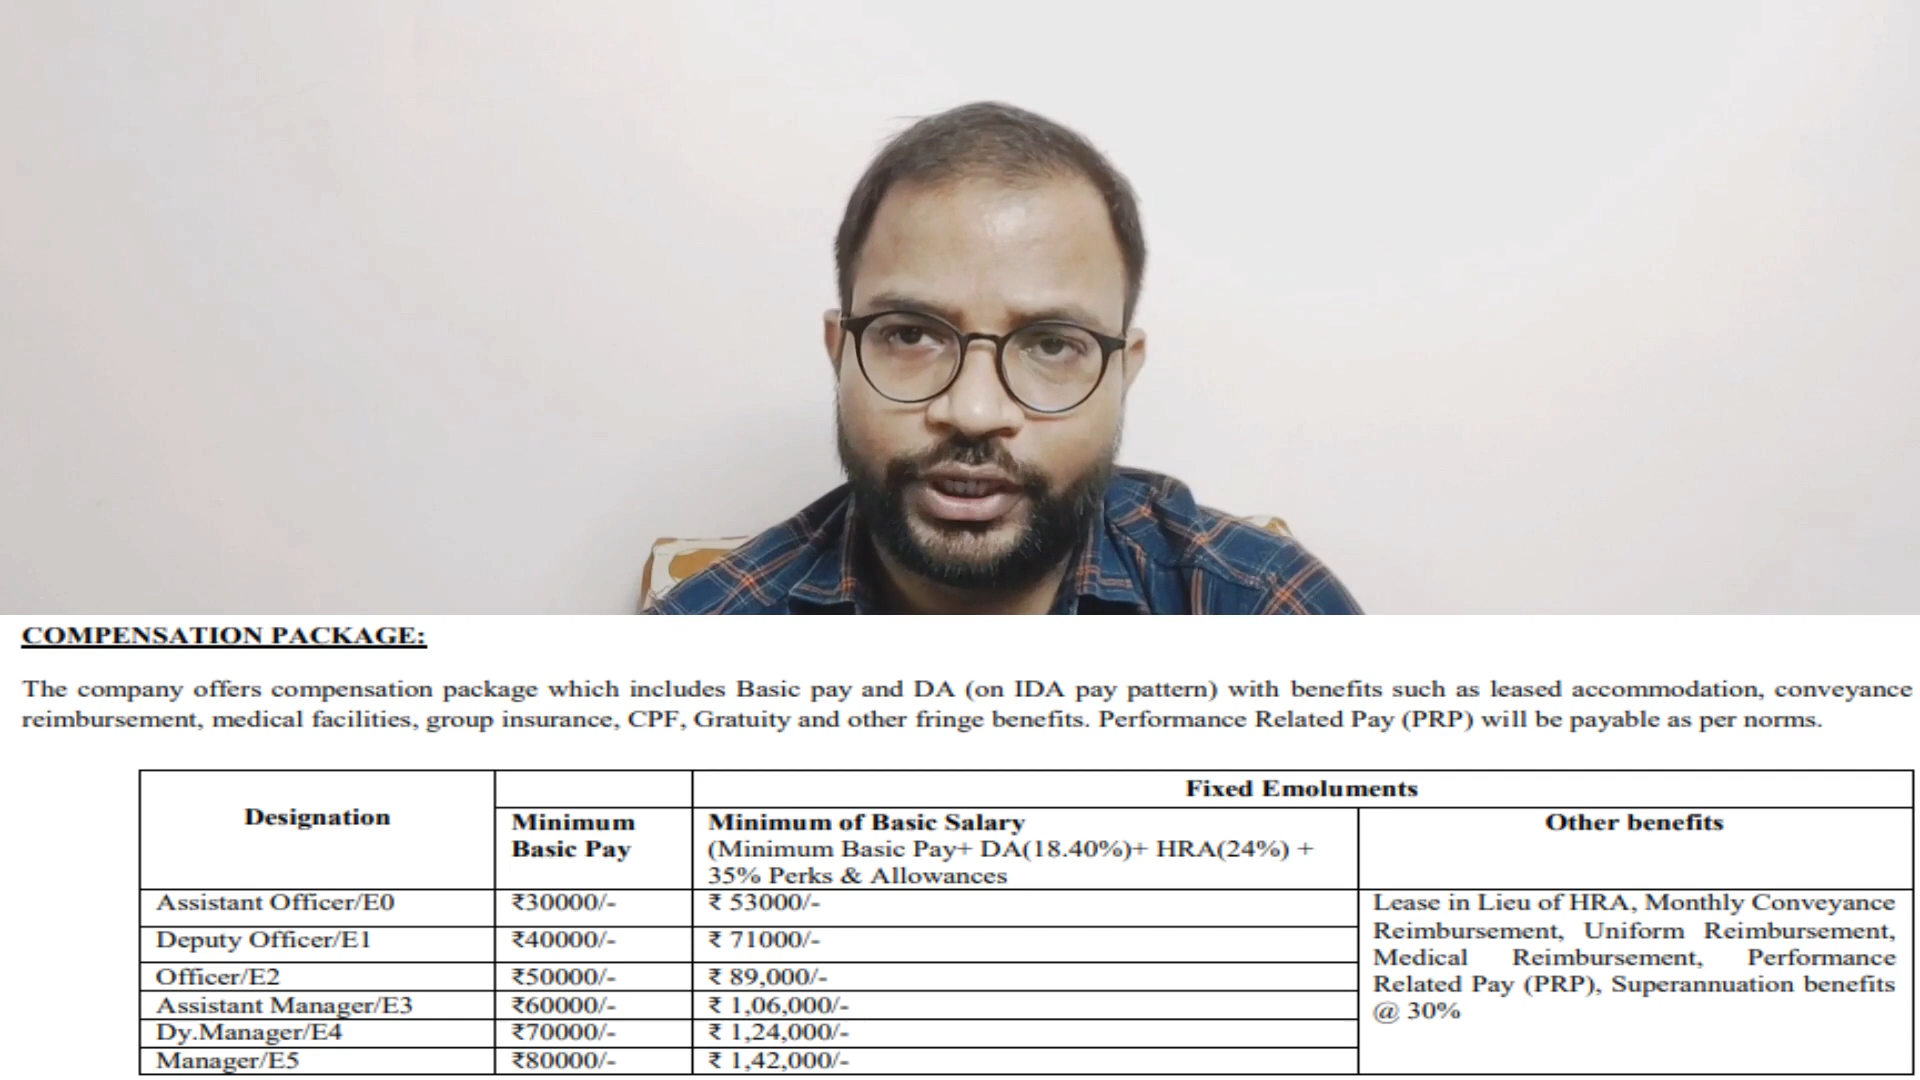 COMPENSATION PACKAGE:
The company offers compensation package which includes Basic pay and DA (on IDA pay pattern) with benefits such as leased accommodation, conveyance
reimbursement, medical facilities, group insurance, CPF, Gratuity and other fringe benefits. Performance Related Pay (PRP) will be payable as per norms.
Designation
Fixed Emoluments
Minimum
Basic Pay
Minimum of Basic Salary
(Minimum Basic Pay+ DA(18.40%)+ HRA(24%) +
35% Perks & Allowances
Other benefits
Assistant Officer/E0
₹30000/-
₹ 53000/-
Deputy Officer/E1
₹40000/-
₹ 71000/-
Officer/E2
₹50000/-
₹ 89,000/-
Assistant Manager/E3
₹60000/-
₹ 1,06,000/-
Dy.Manager/E4
₹70000/-
₹ 1,24,000/-
Manager/E5
₹80000/-
₹ 1,42,000/-
Lease in Lieu of HRA, Monthly Conveyance
Reimbursement, Uniform Reimbursement,
Medical Reimbursement, Performance
Related Pay (PRP), Superannuation benefits
@ 30%